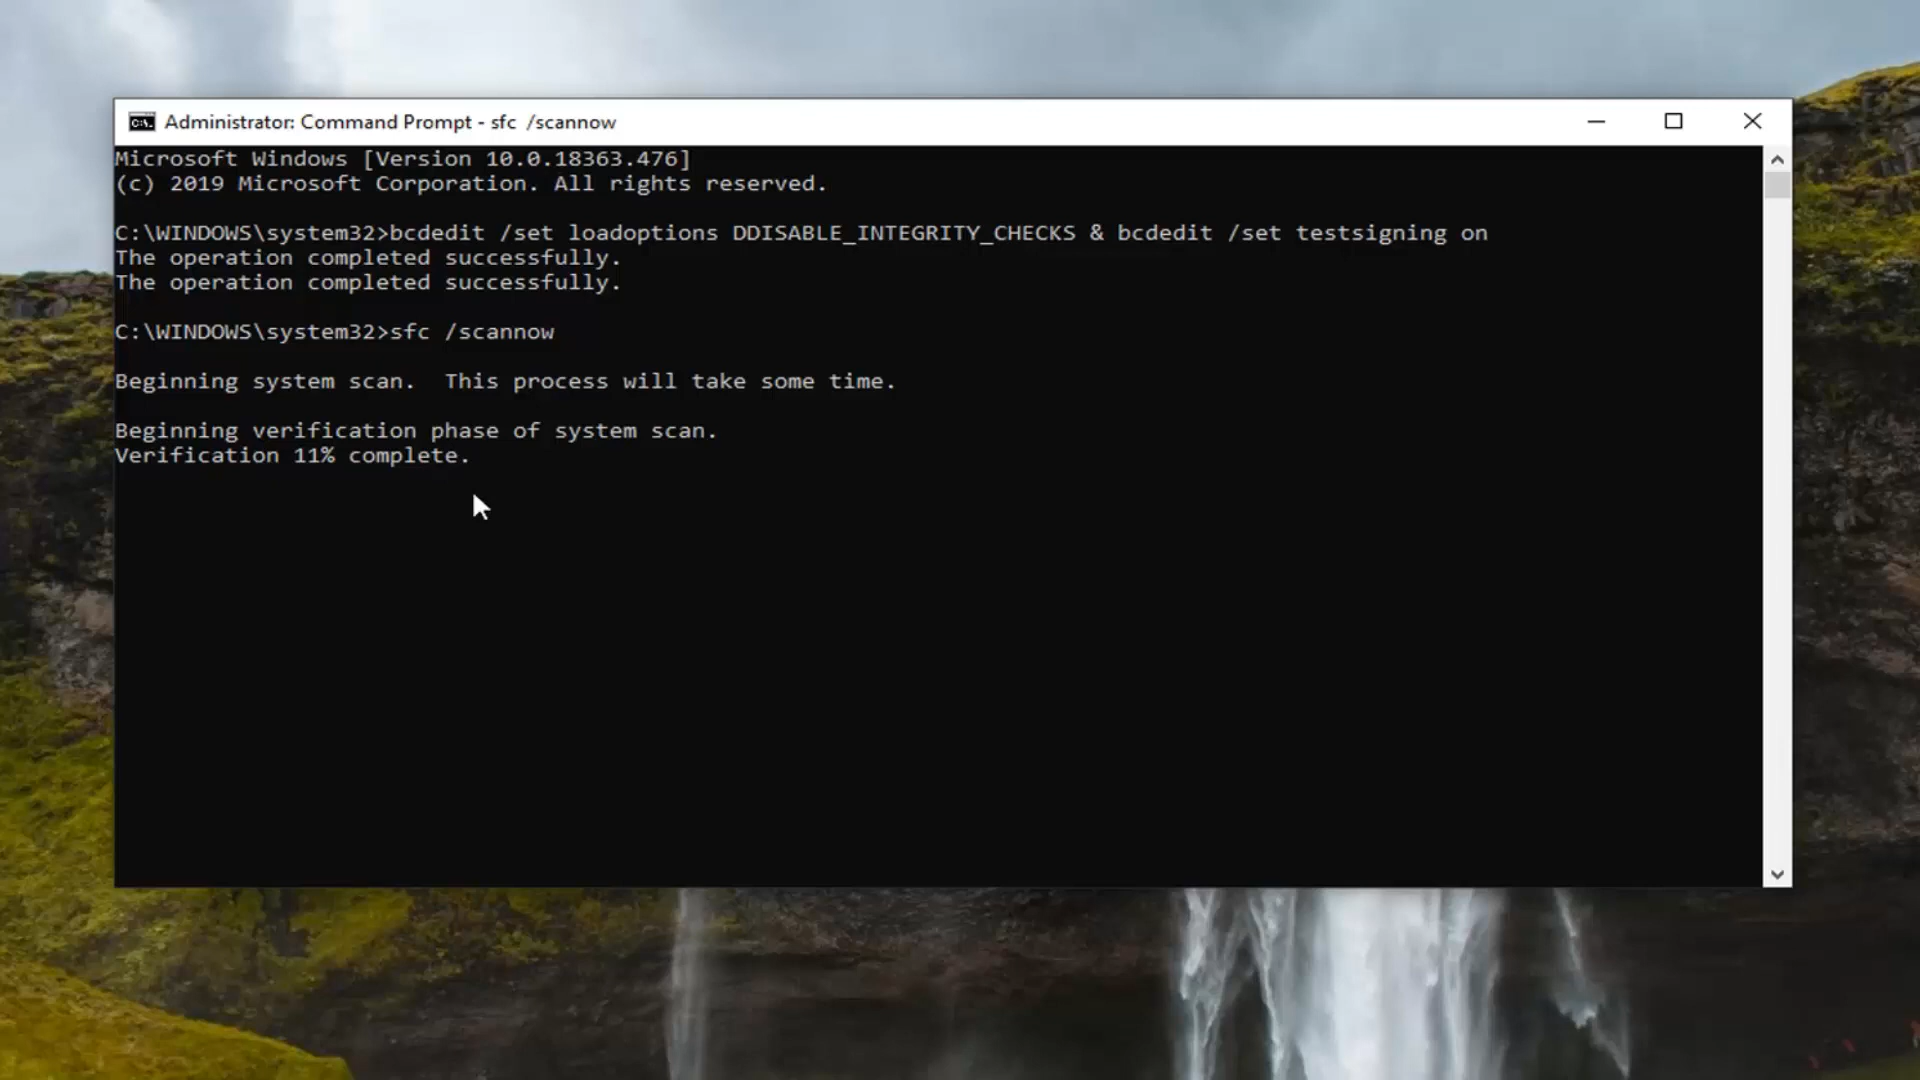 Administrator: Command Prompt - sfc  /scannow
Microsoft Windows [Version 10.0.18363.476]
(c) 2019 Microsoft Corporation. All rights reserved.
C:\WINDOWS\system32>bcdedit /set loadoptions DDISABLE_INTEGRITY_CHECKS & bcdedit /set testsigning on
The operation completed successfully.
The operation completed successfully.
C:\WINDOWS\system32>sfc /scannow
Beginning system scan.  This process will take some time.
Beginning verification phase of system scan.
Verification 11% complete.